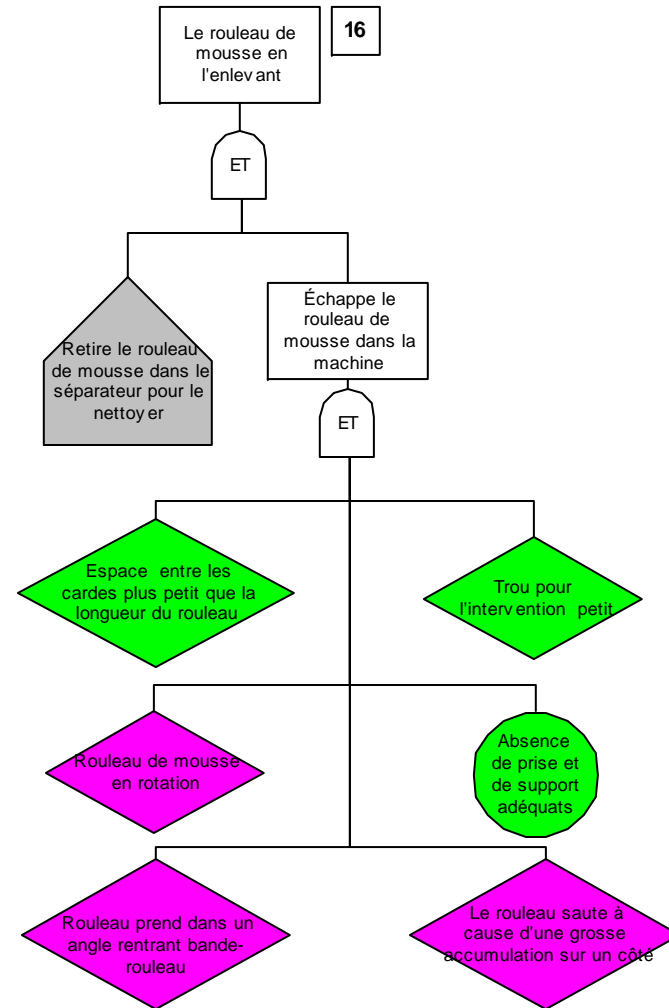 Le rouleau de
mousse en
l'enlevant
16
ET
Retire le rouleau
de mousse dans le
séparateur pour le
nettoyer
Échappe le
rouleau de
mousse dans la
machine
ET
Espace entre les
cardes plus petit que la
longueur du rouleau
Trou pour
l'intervention petit
Rouleau de mousse
en rotation
Absence
de prise et
de support
adéquats
Rouleau prend dans un
angle rentrant bande-
rouleau
Le rouleau saute à
cause d'une grosse
accumulation sur un côté